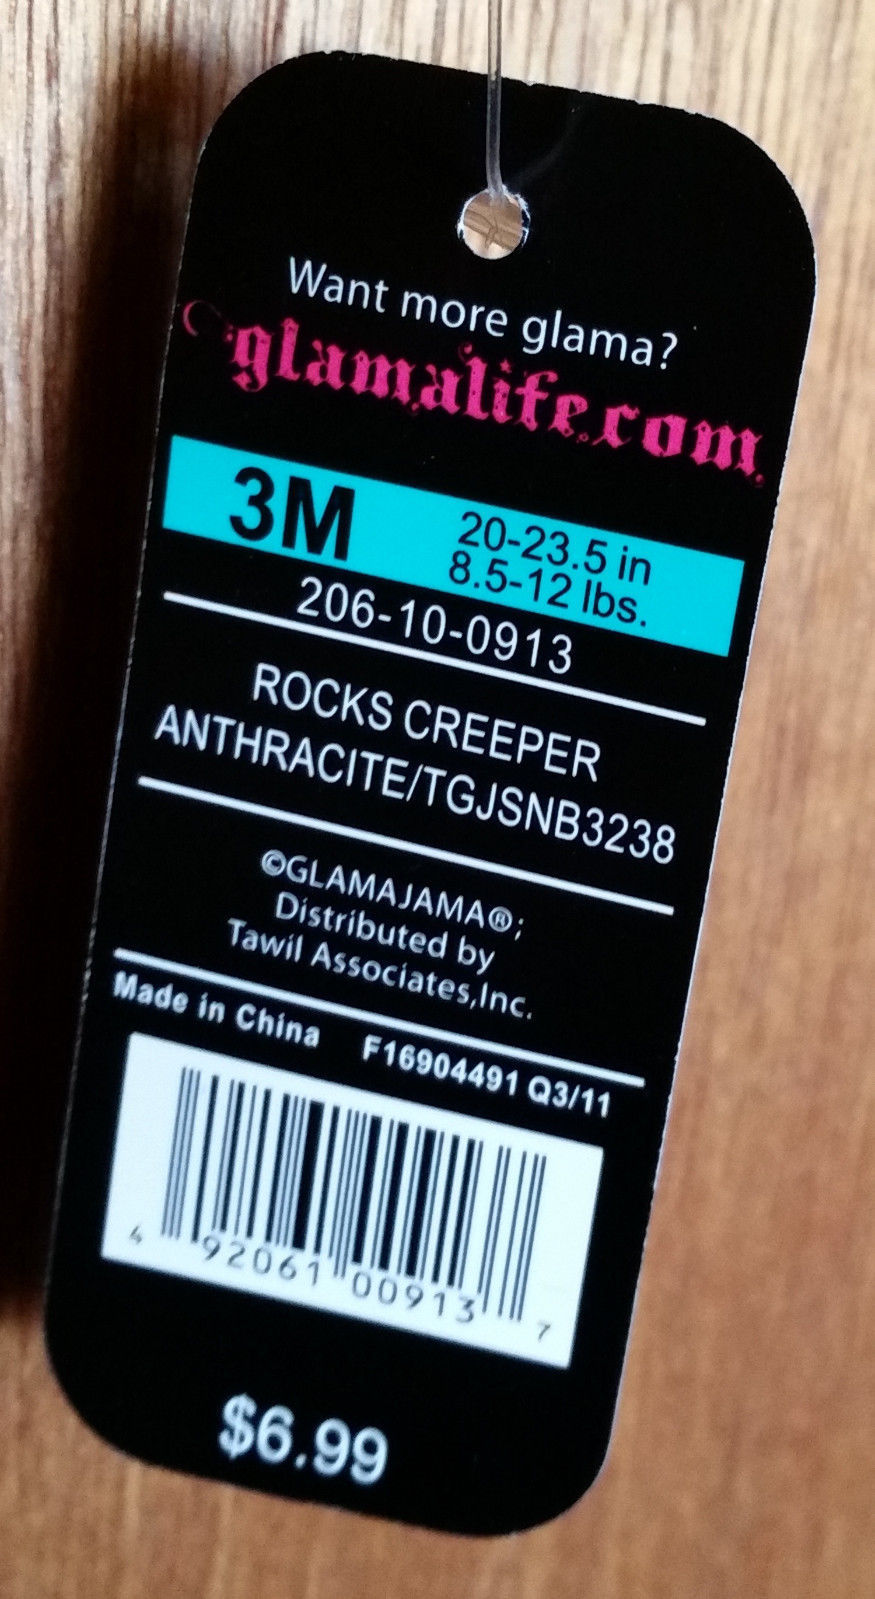 Want more glama?
glamalife.com
3M
20-23.5 in
8.5-12 lbs.
206-10-0913
ROCKS CREEPER
ANTHRACITE/TGJSNB3238
©GLAMAJAMA®;
Distributed by
Tawil Associates,Inc.
Made in China F16904491 Q3/11
4 92061 00913 7
$6.99